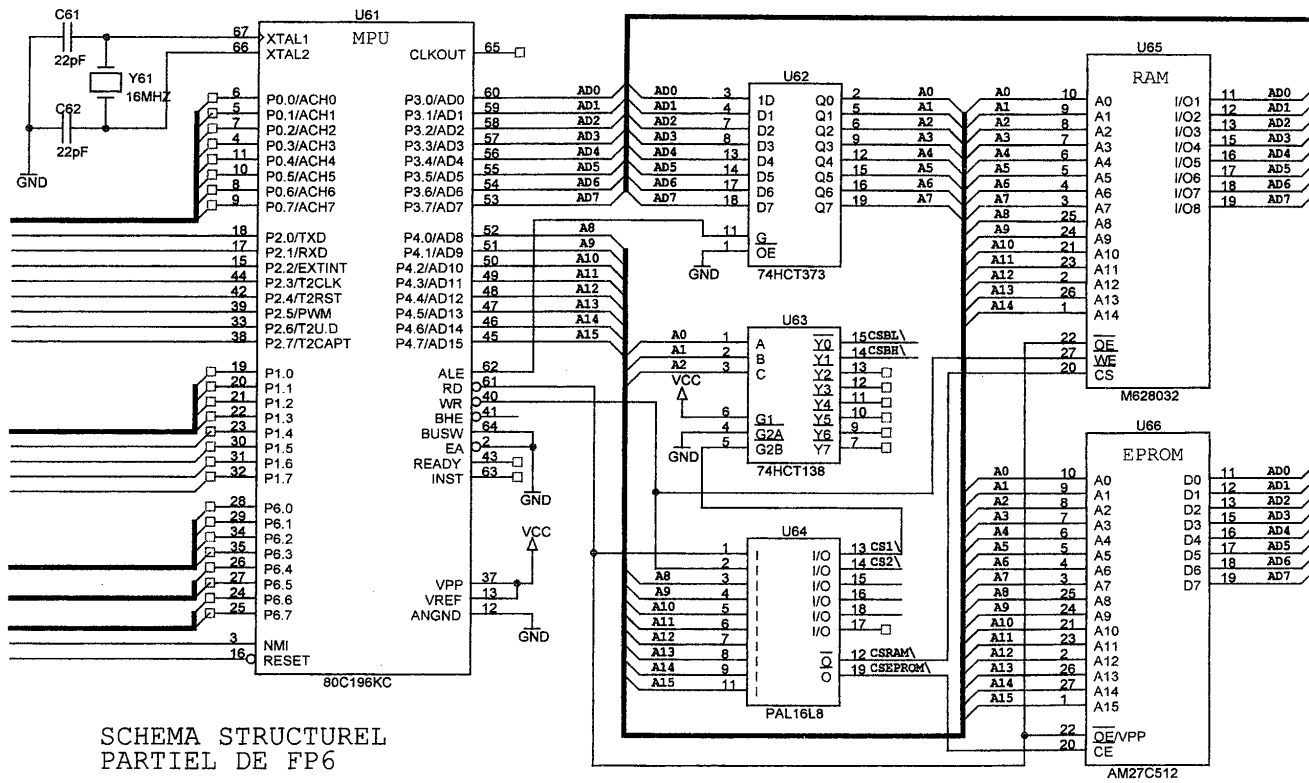 C61
22pF
Y61
16MHZ
C62
22pF
GND
U61
MPU
67 XTAL1
66 XTAL2
6 P0.0/ACH0
5 P0.1/ACH1
7 P0.2/ACH2
4 P0.3/ACH3
11 P0.4/ACH4
10 P0.5/ACH5
8 P0.6/ACH6
9 P0.7/ACH7
18 P2.0/TXD
17 P2.1/RXD
15 P2.2/EXTINT
44 P2.3/T2CLK
42 P2.4/T2RST
39 P2.5/PWM
33 P2.6/T2U.D
38 P2.7/T2CAPT
19 P1.0
20 P1.1
21 P1.2
22 P1.3
23 P1.4
30 P1.5
31 P1.6
32 P1.7
28 P6.0
29 P6.1
34 P6.2
35 P6.3
26 P6.4
27 P6.5
24 P6.6
25 P6.7
3 NMI
16 RESET
CLKOUT 65
P3.0/AD0 60 AD0
P3.1/AD1 59 AD1
P3.2/AD2 58 AD2
P3.3/AD3 57 AD3
P3.4/AD4 56 AD4
P3.5/AD5 55 AD5
P3.6/AD6 54 AD6
P3.7/AD7 53 AD7
P4.0/AD8 52 A8
P4.1/AD9 51 A9
P4.2/AD10 50 A10
P4.3/AD11 49 A11
P4.4/AD12 48 A12
P4.5/AD13 47 A13
P4.6/AD14 46 A14
P4.7/AD15 45 A15
ALE 62
RD 61
WR 40
BHE 41
BUSW 64
EA 2
READY 43
INST 63
GND
VCC
VPP 37
VREF 13
ANGND 12
GND
80C196KC
U62
AD0 3 1D Q0 2 A0
AD1 4 D1 Q1 5 A1
AD2 7 D2 Q2 6 A2
AD3 8 D3 Q3 9 A3
AD4 13 D4 Q4 12 A4
AD5 14 D5 Q5 15 A5
AD6 17 D6 Q6 16 A6
AD7 18 D7 Q7 19 A7
11 G
1 OE
GND
74HCT373
U63
A0 1 A Y0 15 CSBL\
A1 2 B Y1 14 CSBH\
A2 3 C Y2 13
VCC
Y3 12
Y4 11
6 G1 Y5 10
4 G2A Y6 9
5 G2B Y7 7
GND
74HCT138
U64
1 I I/O 13 CS1\
2 I I/O 14 CS2\
A8 3 I I/O 15
A9 4 I I/O 16
A10 5 I I/O 18
A11 6 I I/O 17
A12 7 I
A13 8 I O 12 CSRAM\
A14 9 I O 19 CSEPROM\
A15 11 I
PAL16L8
U65
RAM
A0 10 A0 I/O1 11 AD0
A1 9 A1 I/O2 12 AD1
A2 8 A2 I/O3 13 AD2
A3 7 A3 I/O4 15 AD3
A4 6 A4 I/O5 16 AD4
A5 5 A5 I/O6 17 AD5
A6 4 A6 I/O7 18 AD6
A7 3 A7 I/O8 19 AD7
A8 25 A8
A9 24 A9
A10 21 A10
A11 23 A11
A12 2 A12
A13 26 A13
A14 1 A14
22 OE
27 WE
20 CS
M628032
U66
EPROM
A0 10 A0 D0 11 AD0
A1 9 A1 D1 12 AD1
A2 8 A2 D2 13 AD2
A3 7 A3 D3 15 AD3
A4 6 A4 D4 16 AD4
A5 5 A5 D5 17 AD5
A6 4 A6 D6 18 AD6
A7 3 A7 D7 19 AD7
A8 25 A8
A9 24 A9
A10 21 A10
A11 23 A11
A12 2 A12
A13 26 A13
A14 27 A14
A15 1 A15
22 OE/VPP
20 CE
AM27C512
SCHEMA STRUCTUREL
PARTIEL DE FP6